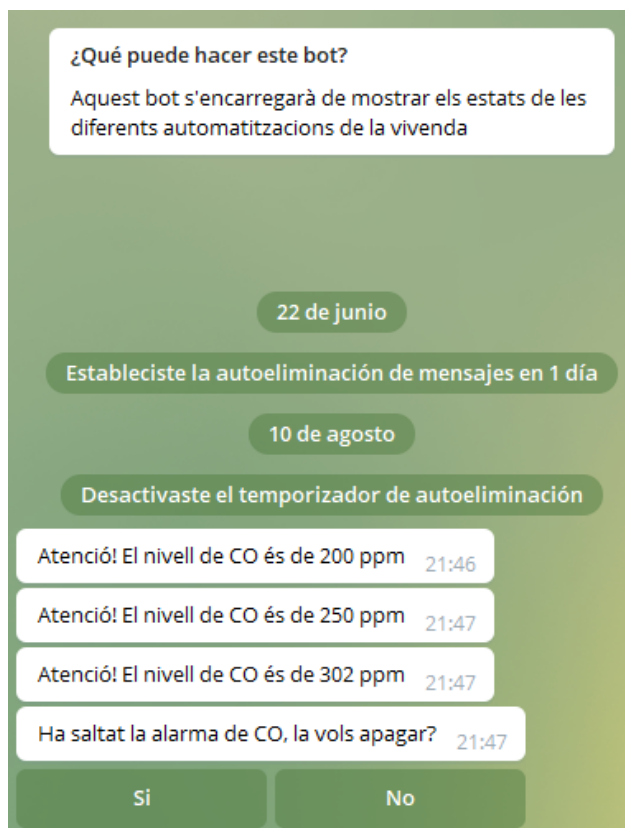 ¿Qué puede hacer este bot?
Aquest bot s'encarregarà de mostrar els estats de les
diferents automatitzacions de la vivenda
22 de junio
Estableciste la autoeliminación de mensajes en 1 día
10 de agosto
Desactivaste el temporizador de autoeliminación
Atenció! El nivell de CO és de 200 ppm 21:46
Atenció! El nivell de CO és de 250 ppm 21:47
Atenció! El nivell de CO és de 302 ppm 21:47
Ha saltat la alarma de CO, la vols apagar? 21:47
Si No